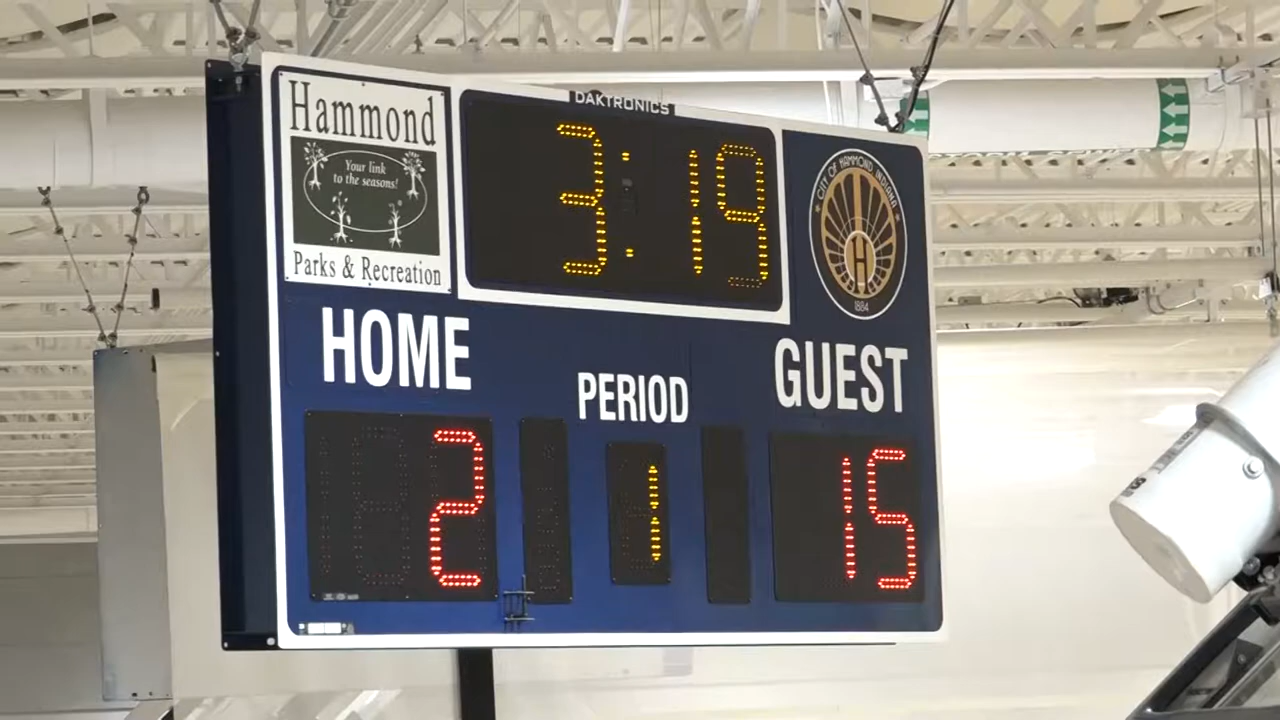 DAKTRONICS
Hammond
Your link
to the seasons!
Parks & Recreation
3:19
CITY OF HAMMOND INDIANA
H
1884
HOME
PERIOD
GUEST
2
1
15